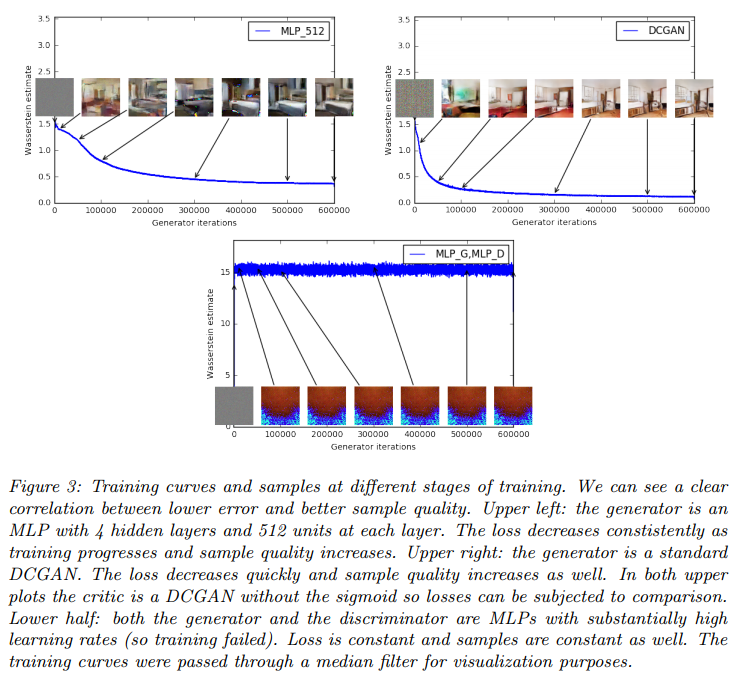 3.5
3.0
2.5
1.5
1.0
0.5
0.0
Wasserstein estimate
MLP_512
0 100000 200000 300000 400000 500000 600000
Generator iterations
3.5
3.0
2.5
1.5
1.0
0.5
0.0
Wasserstein estimate
DCGAN
0 100000 200000 300000 400000 500000 600000
Generator iterations
15
10
5
0
Wasserstein estimate
MLP_G,MLP_D
0 100000 200000 300000 400000 500000 600000
Generator iterations
Figure 3: Training curves and samples at different stages of training. We can see a clear
correlation between lower error and better sample quality. Upper left: the generator is an
MLP with 4 hidden layers and 512 units at each layer. The loss decreases constistently as
training progresses and sample quality increases. Upper right: the generator is a standard
DCGAN. The loss decreases quickly and sample quality increases as well. In both upper
plots the critic is a DCGAN without the sigmoid so losses can be subjected to comparison.
Lower half: both the generator and the discriminator are MLPs with substantially high
learning rates (so training failed). Loss is constant and samples are constant as well. The
training curves were passed through a median filter for visualization purposes.